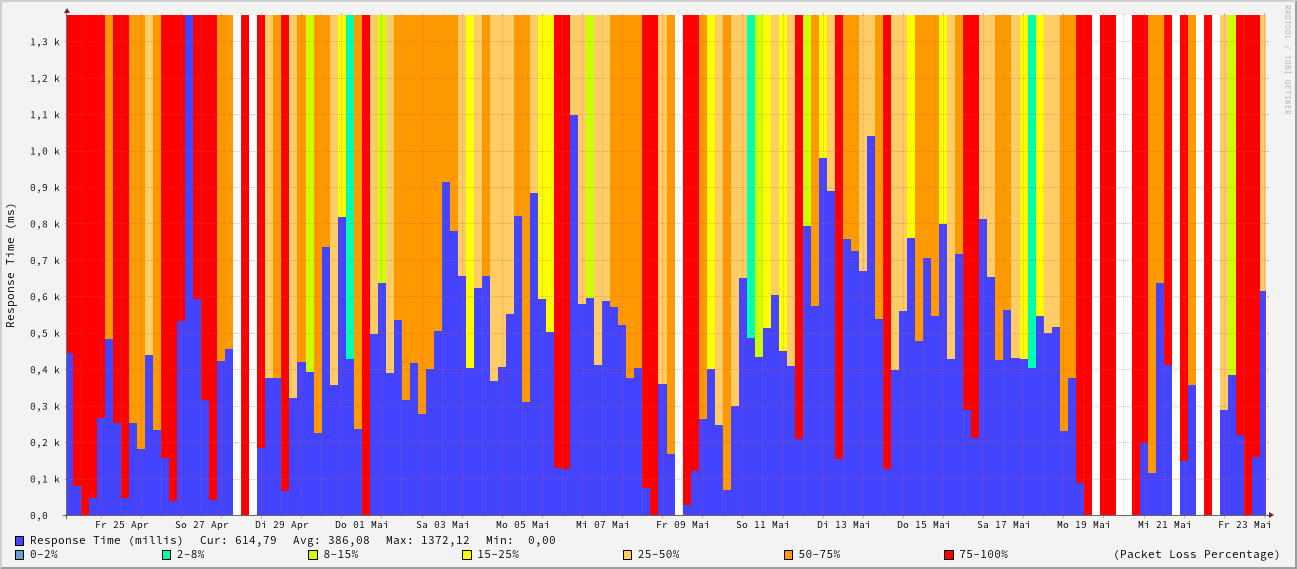 RRDTOOL / TOBI OETIKER
Response Time (ms)
1,3 k
1,2 k
1,1 k
1,0 k
0,9 k
0,8 k
0,7 k
0,6 k
0,5 k
0,4 k
0,3 k
0,2 k
0,1 k
0,0
Fr 25 Apr So 27 Apr Di 29 Apr Do 01 Mai Sa 03 Mai Mo 05 Mai Mi 07 Mai Fr 09 Mai So 11 Mai Di 13 Mai Do 15 Mai Sa 17 Mai Mo 19 Mai Mi 21 Mai Fr 23 Mai
Response Time (millis) Cur: 614,79 Avg: 386,08 Max: 1372,12 Min: 0,00
0-2% 2-8% 8-15% 15-25% 25-50% 50-75% 75-100% (Packet Loss Percentage)